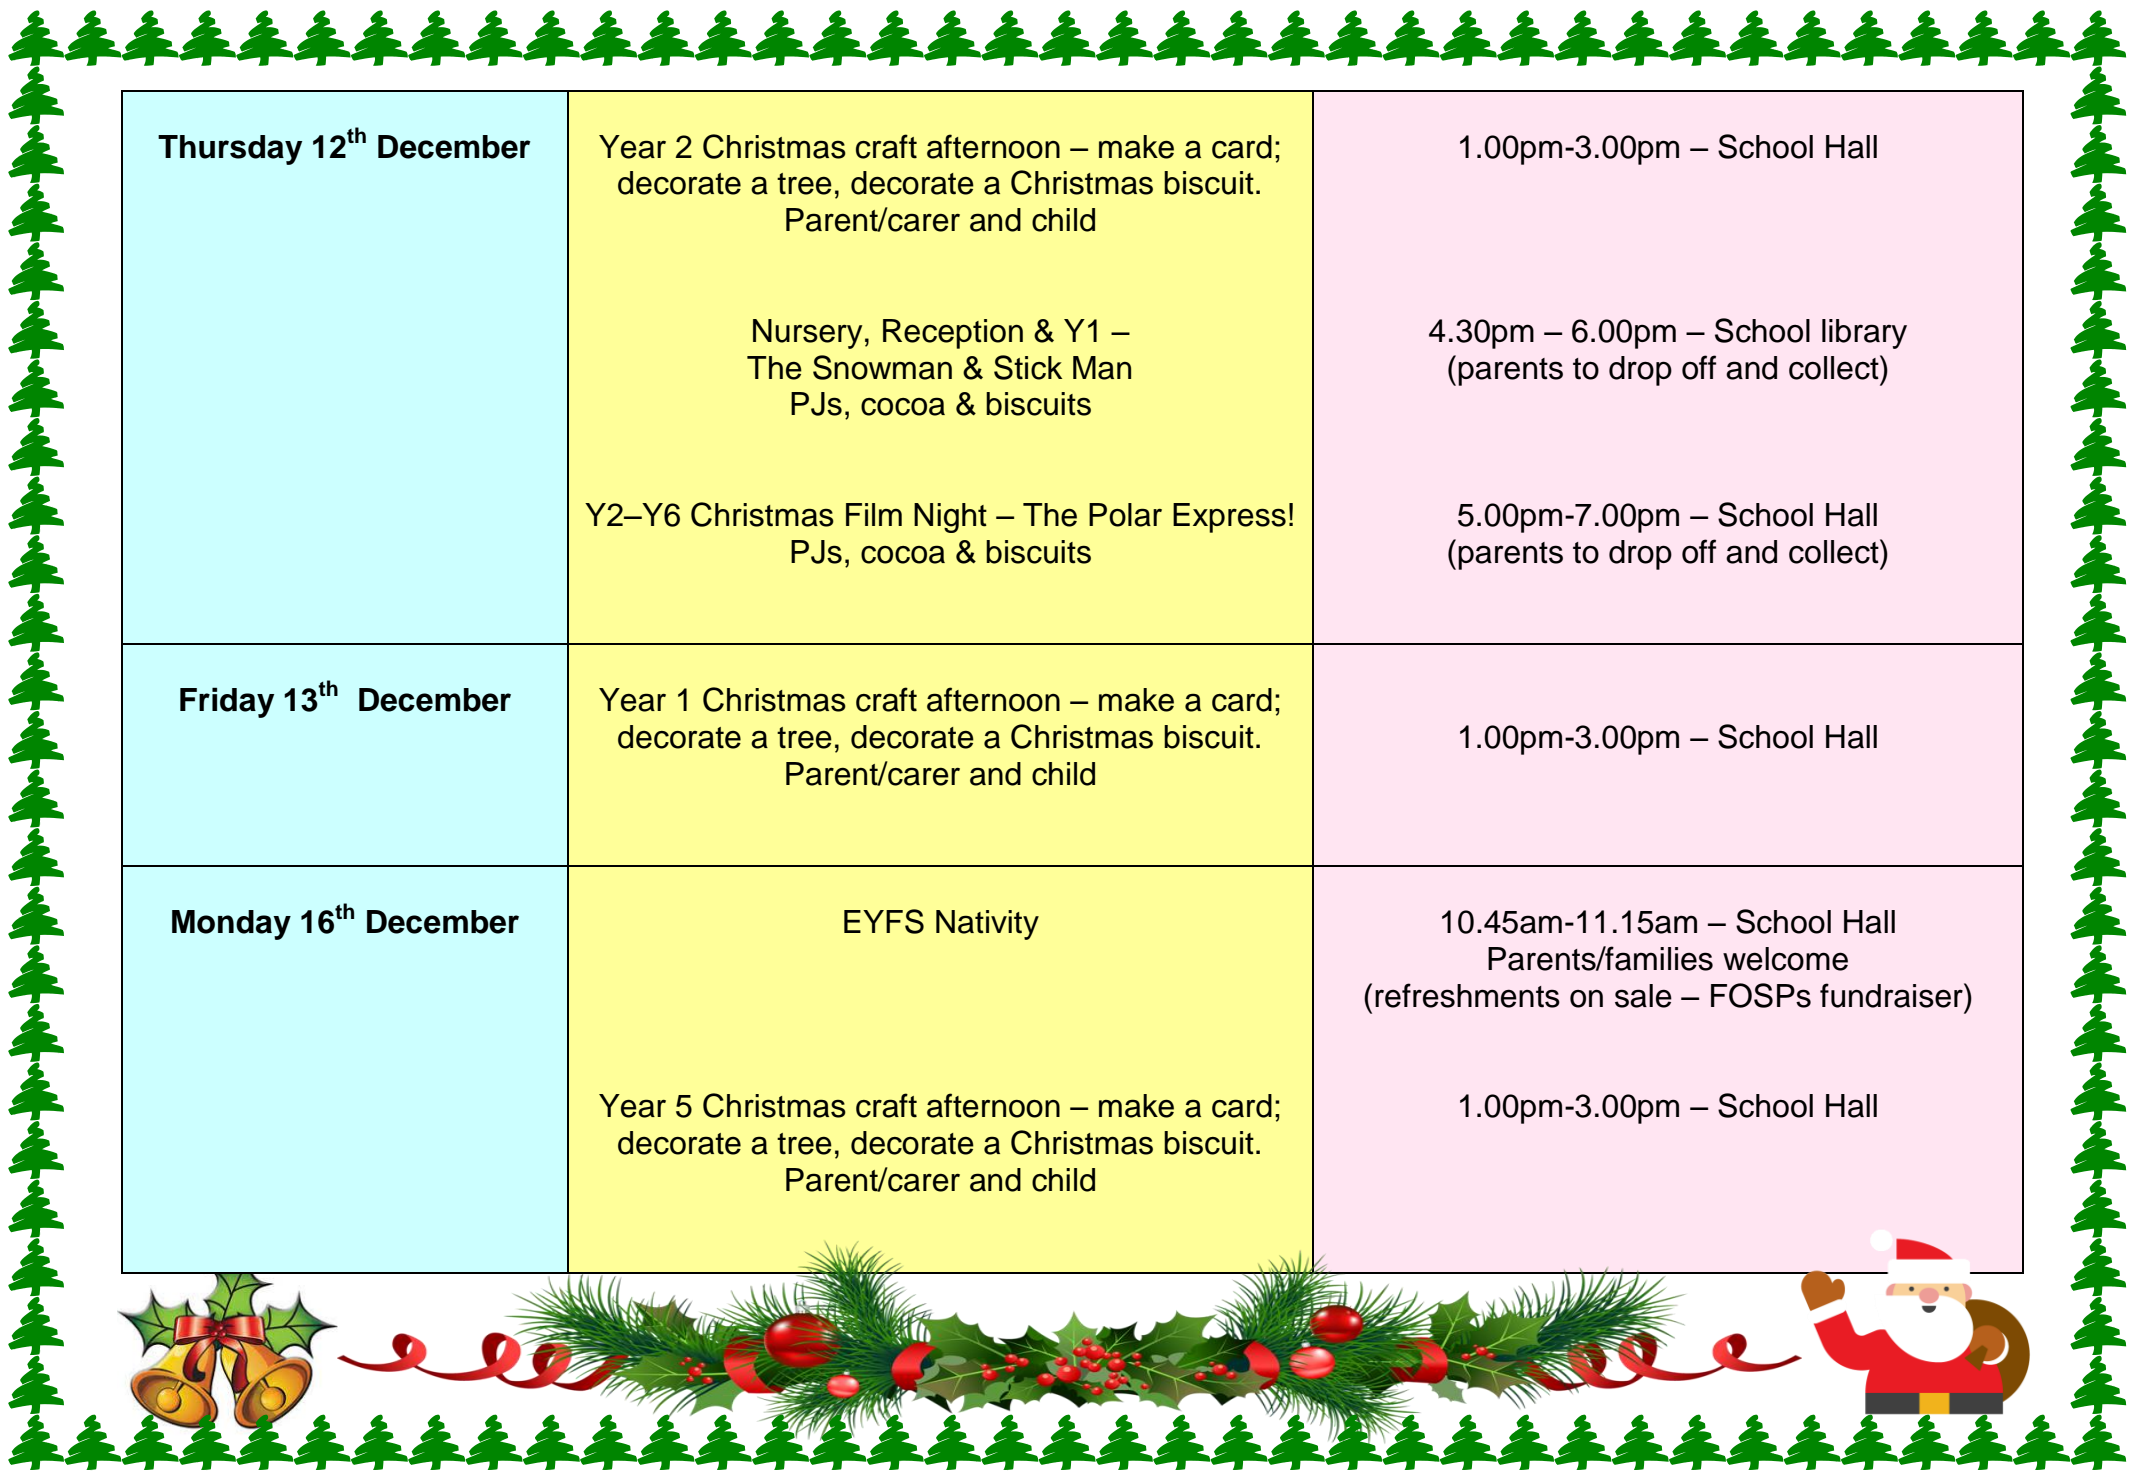 Thursday 12th December
Year 2 Christmas craft afternoon – make a card;
decorate a tree, decorate a Christmas biscuit.
Parent/carer and child
1.00pm-3.00pm – School Hall
Nursery, Reception & Y1 –
The Snowman & Stick Man
PJs, cocoa & biscuits
4.30pm – 6.00pm – School library
(parents to drop off and collect)
Y2–Y6 Christmas Film Night – The Polar Express!
PJs, cocoa & biscuits
5.00pm-7.00pm – School Hall
(parents to drop off and collect)
Friday 13th December
Year 1 Christmas craft afternoon – make a card;
decorate a tree, decorate a Christmas biscuit.
Parent/carer and child
1.00pm-3.00pm – School Hall
Monday 16th December
EYFS Nativity
10.45am-11.15am – School Hall
Parents/families welcome
(refreshments on sale – FOSPs fundraiser)
Year 5 Christmas craft afternoon – make a card;
decorate a tree, decorate a Christmas biscuit.
Parent/carer and child
1.00pm-3.00pm – School Hall